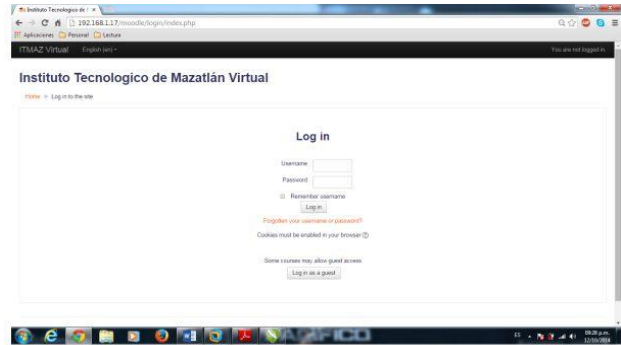 192.168.1.17/moodle/login/index.php
Aplicaciones Personal Lecture
ITMAZ Virtual English (en)
You are not logged in.
Instituto Tecnologico de Mazatlán Virtual
Home Log in to the site
Log in
Username
Password
Remember username
Log in
Forgotten your username or password?
Cookies must be enabled in your browser
Some courses may allow guest access
Log in as a guest
ES
09:28 p.m.